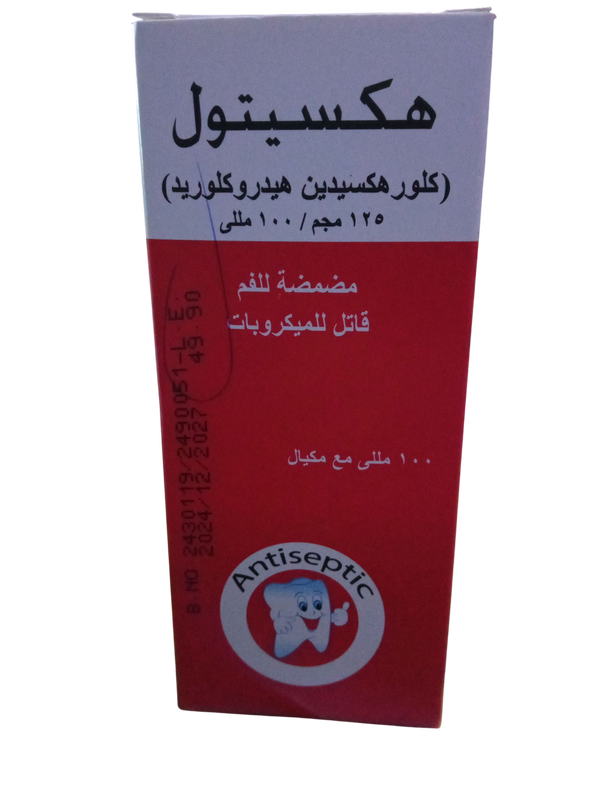 هكسيتول
(كلورهكسيدين هيدروكلوريد)
١٢٥ مجم / ١٠٠ مللى
مضمضة للفم
قاتل للميكروبات
١٠٠ مللى مع مكيال
Antiseptic
B.NO 2430119/2490051-L.E.
2024/12/2027 49.90